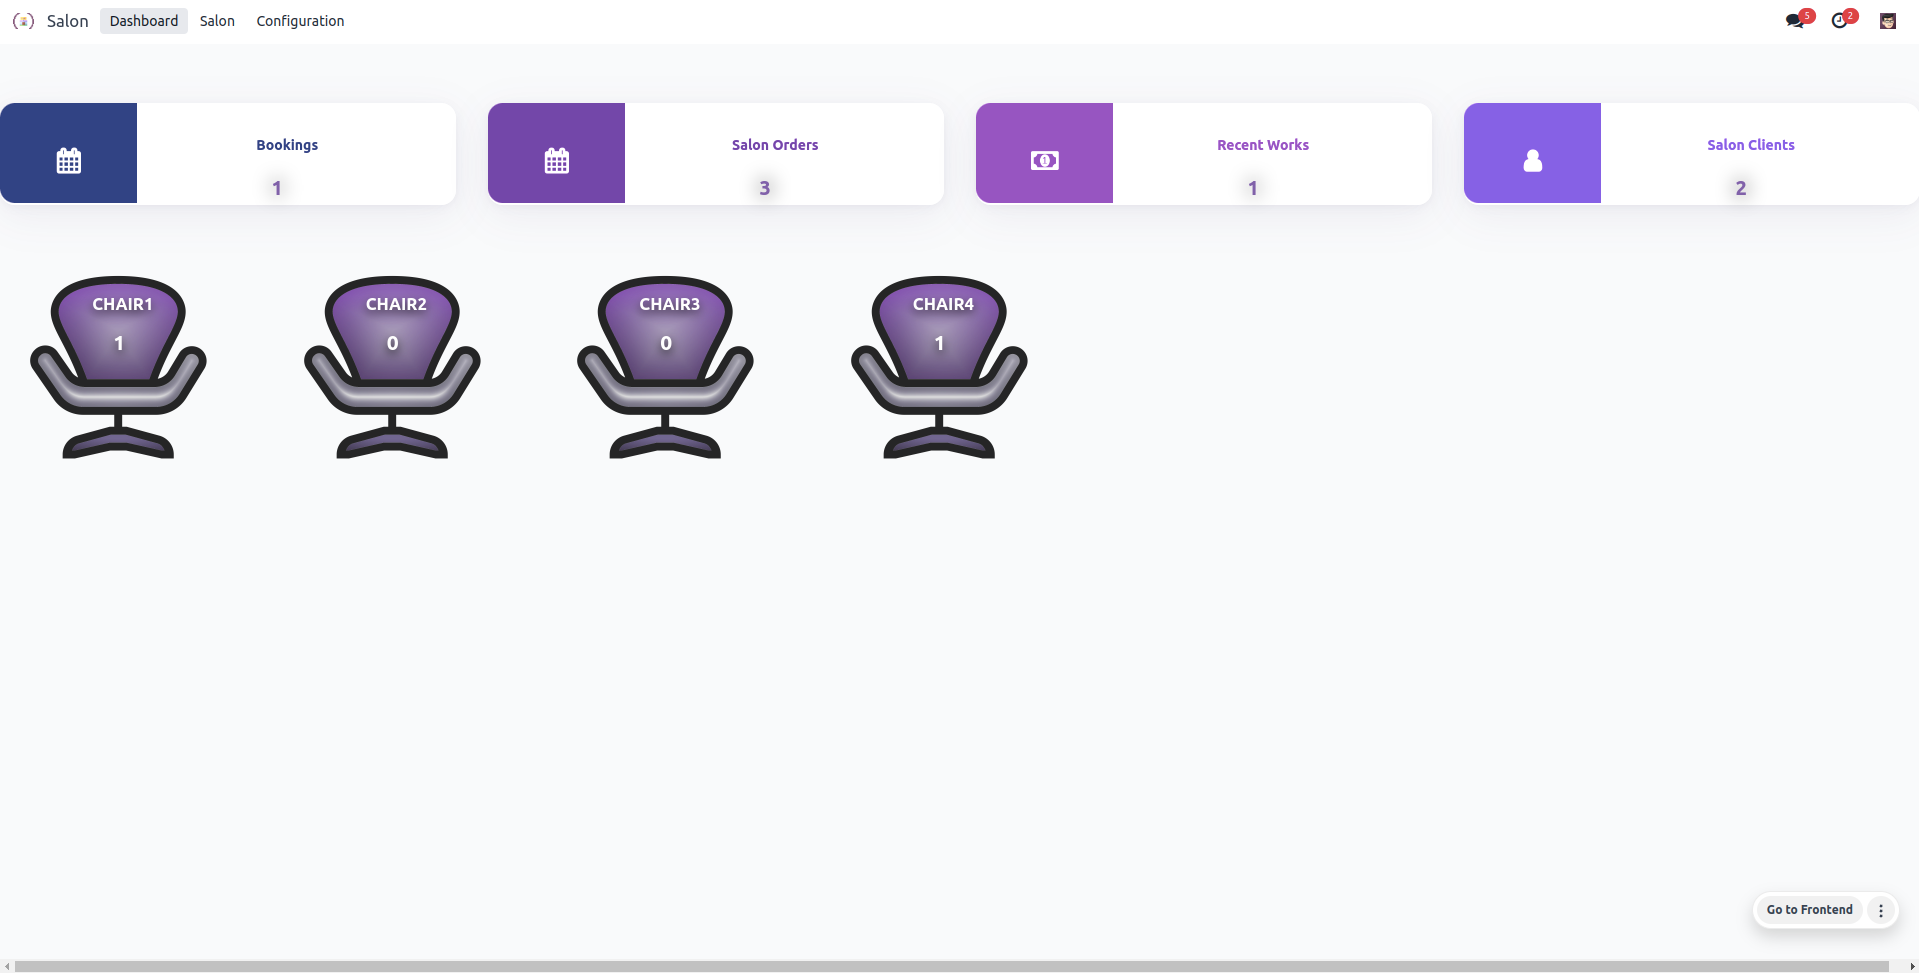 Salon Dashboard Salon Configuration 5 2
Bookings Salon Orders Recent Works Salon Clients
1 3 1 2
CHAIR1 CHAIR2 CHAIR3 CHAIR4
1 0 0 1
Go to Frontend